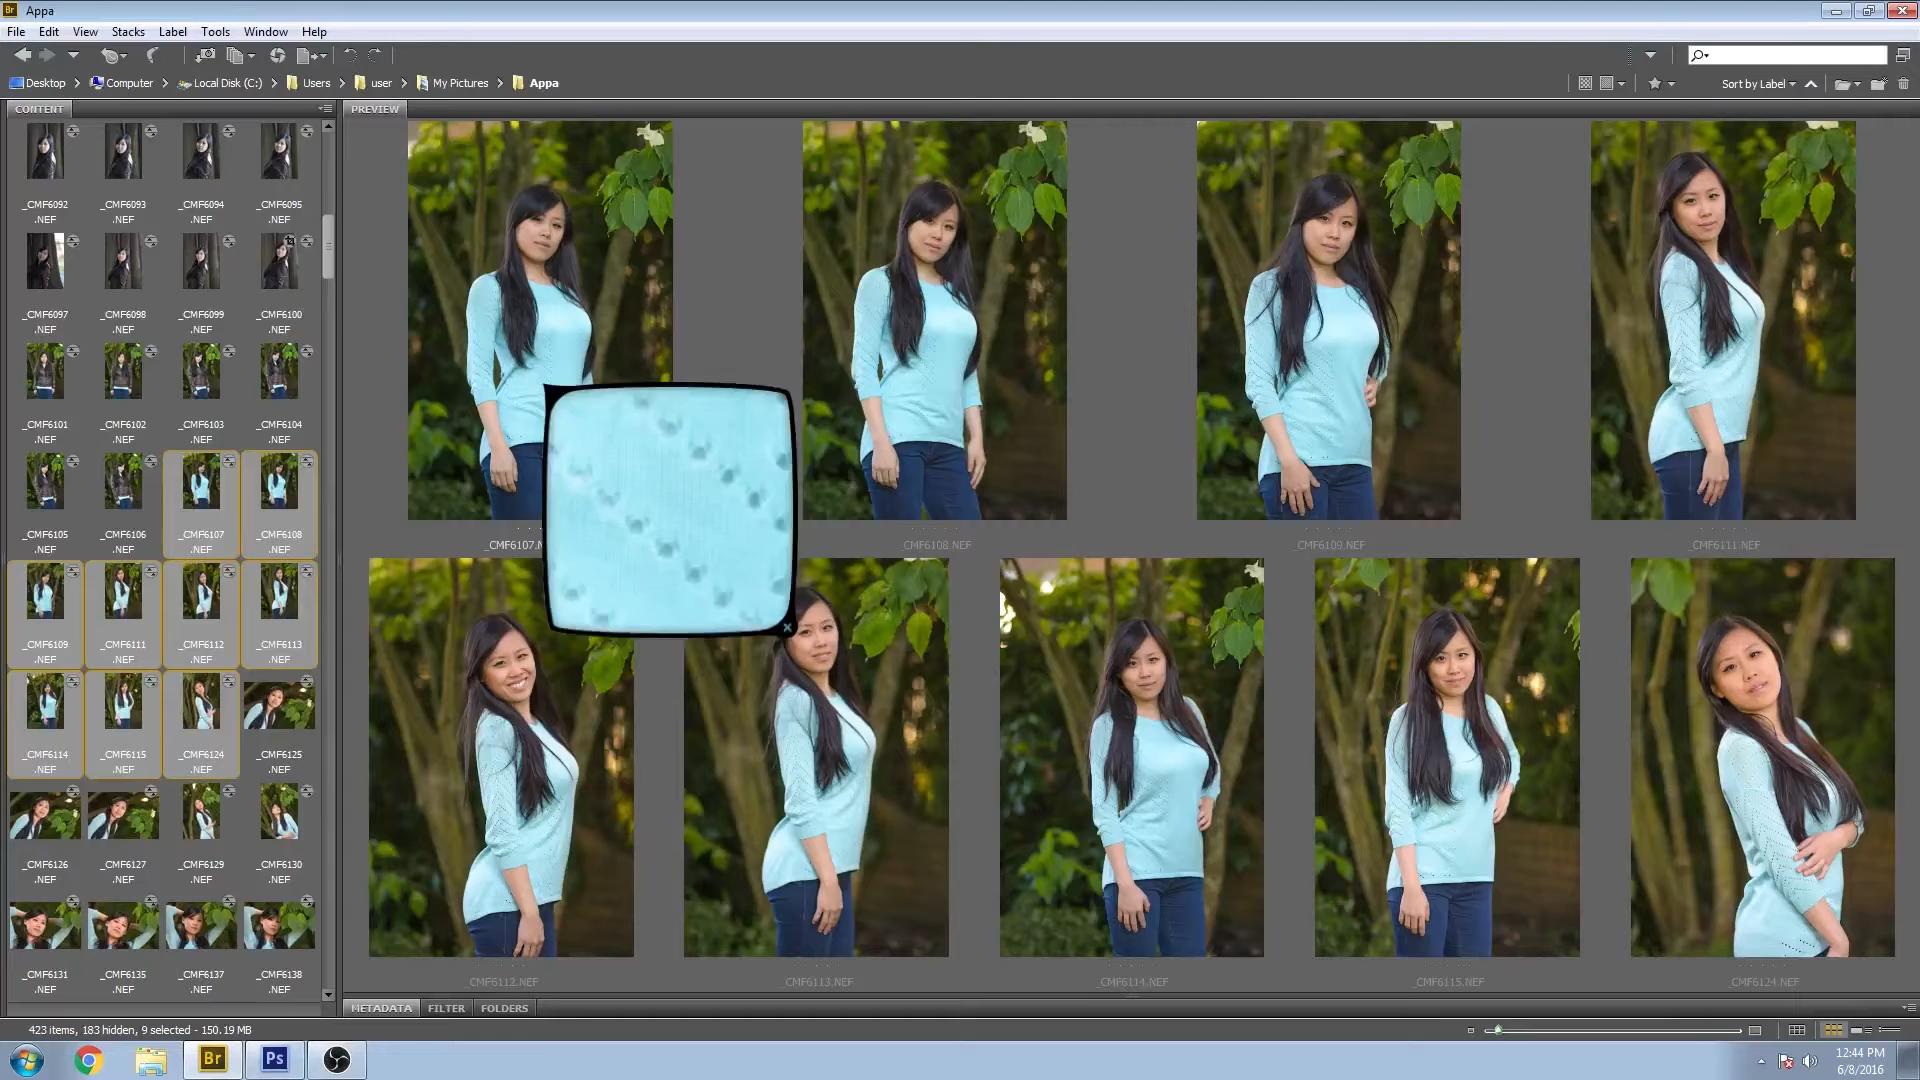 Br Appa
File Edit View Stacks Label Tools Window Help
Desktop Computer Local Disk (C:) Users user My Pictures Appa
Sort by Label
CONTENT
PREVIEW
_CMF6092 .NEF
_CMF6093 .NEF
_CMF6094 .NEF
_CMF6095 .NEF
_CMF6097 .NEF
_CMF6098 .NEF
_CMF6099 .NEF
_CMF6100 .NEF
_CMF6101 .NEF
_CMF6102 .NEF
_CMF6103 .NEF
_CMF6104 .NEF
_CMF6105 .NEF
_CMF6106 .NEF
_CMF6107 .NEF
_CMF6108 .NEF
_CMF6109 .NEF
_CMF6111 .NEF
_CMF6112 .NEF
_CMF6113 .NEF
_CMF6114 .NEF
_CMF6115 .NEF
_CMF6124 .NEF
_CMF6125 .NEF
_CMF6126 .NEF
_CMF6127 .NEF
_CMF6129 .NEF
_CMF6130 .NEF
_CMF6131 .NEF
_CMF6135 .NEF
_CMF6137 .NEF
_CMF6138 .NEF
_CMF6107.N
_CMF6108.NEF
_CMF6109.NEF
_CMF6111.NEF
_CMF6112.NEF
_CMF6113.NEF
_CMF6114.NEF
_CMF6115.NEF
_CMF6124.NEF
METADATA FILTER FOLDERS
423 items, 183 hidden, 9 selected - 150.19 MB
Br Ps
12:44 PM
6/8/2016